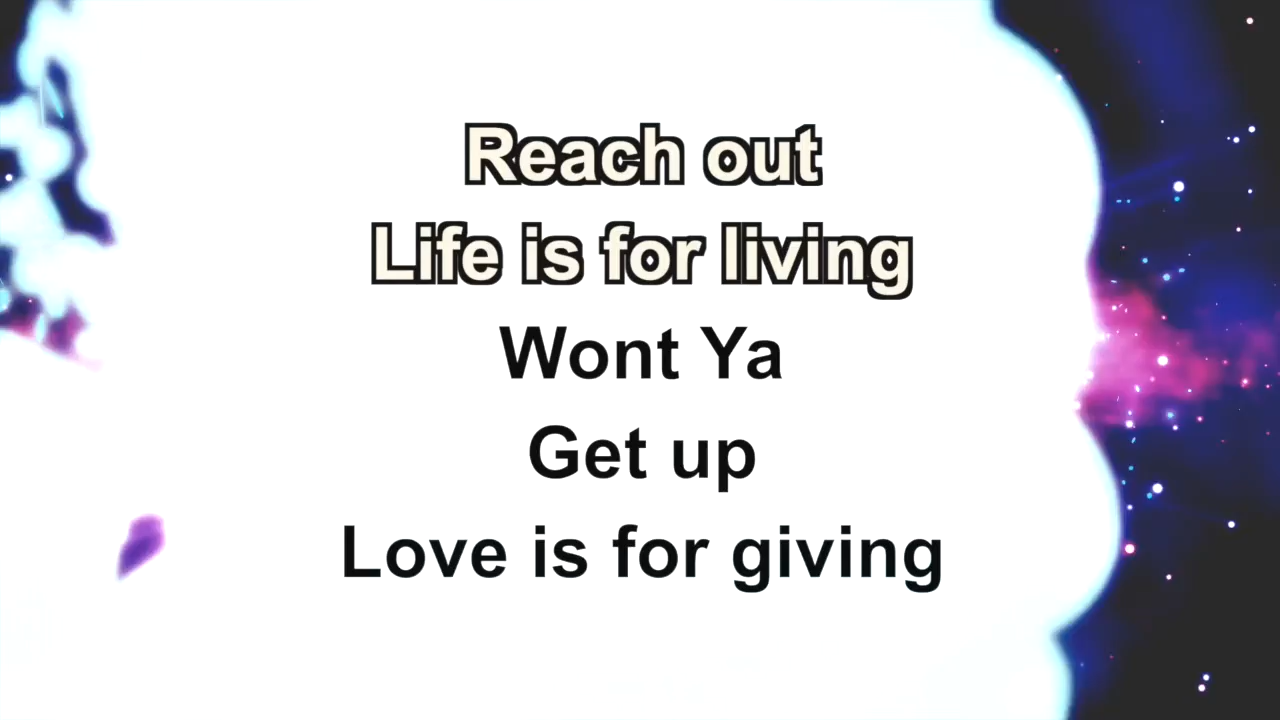 Reach out
Life is for living
Wont Ya
Get up
Love is for giving